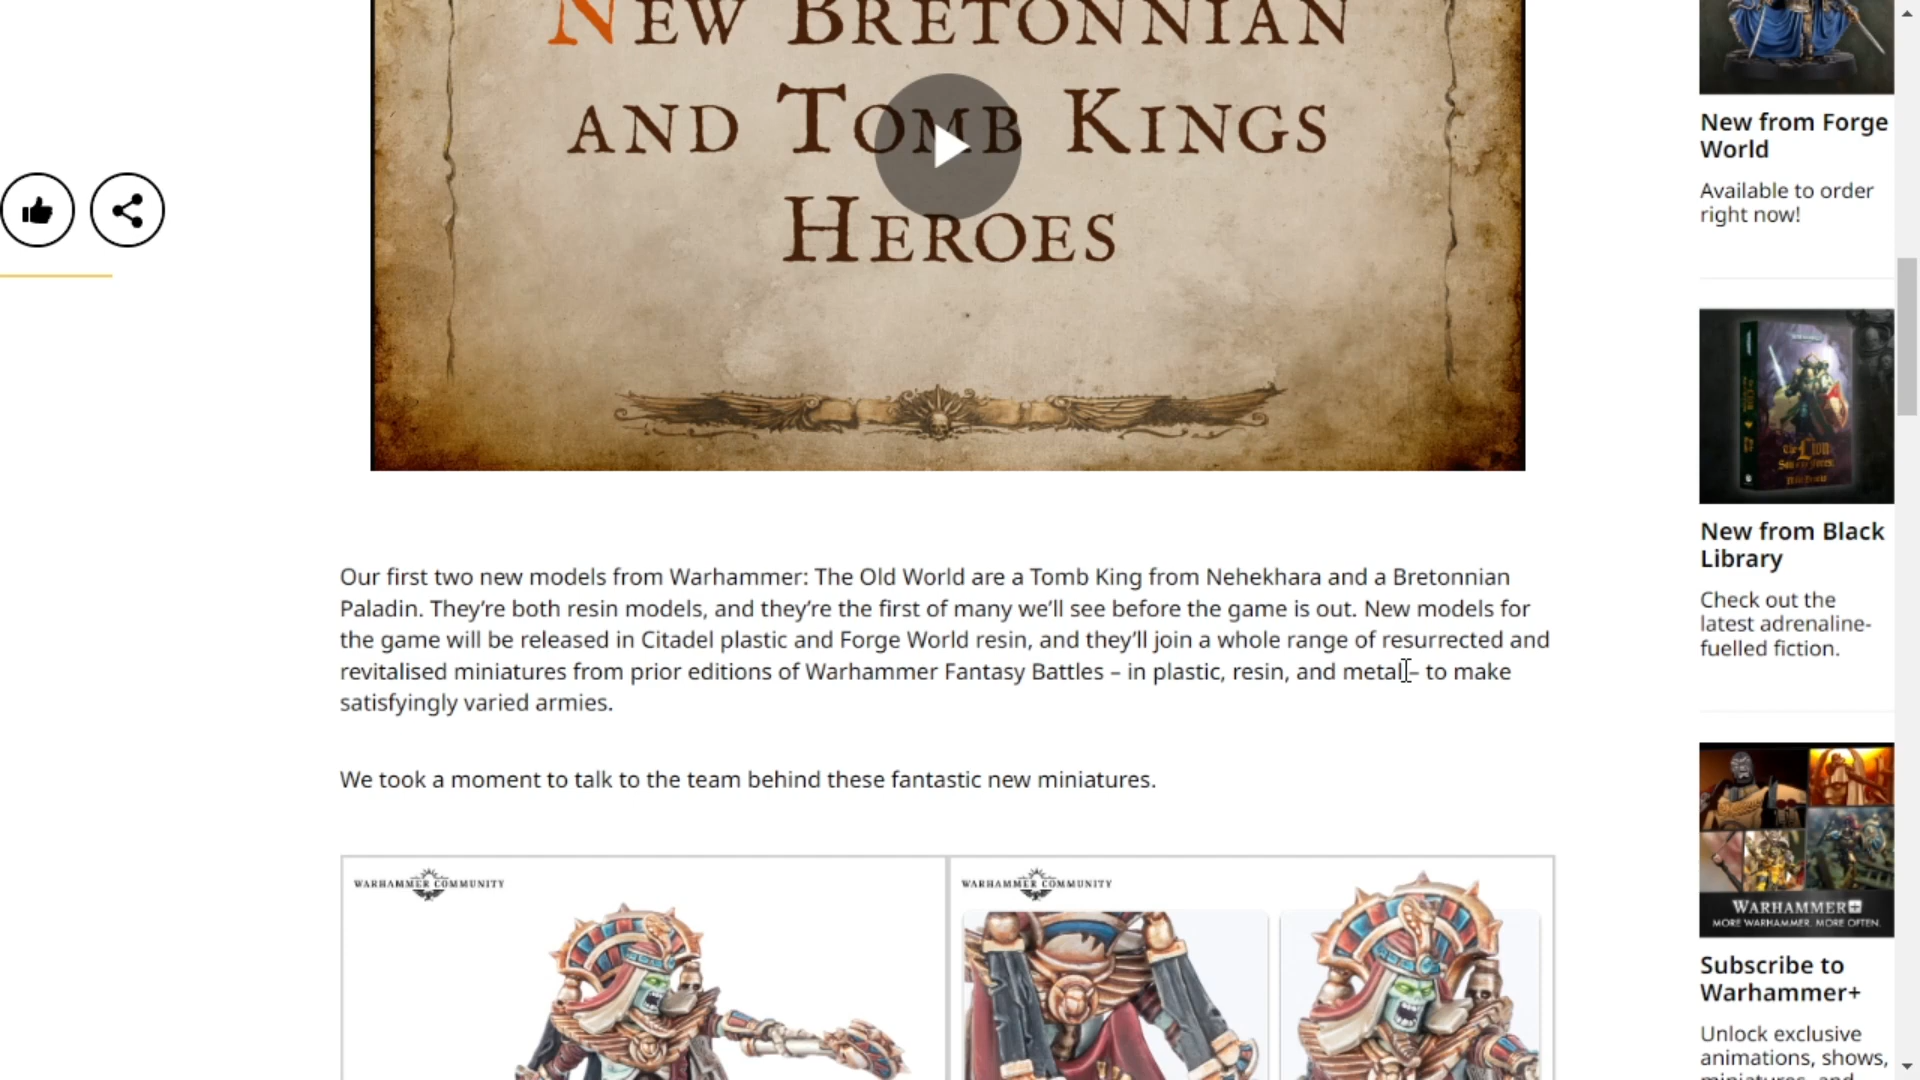 NEW BRETONNIAN
AND TOMB KINGS
HEROES
Our first two new models from Warhammer: The Old World are a Tomb King from Nehekhara and a Bretonnian
Paladin. They’re both resin models, and they’re the first of many we’ll see before the game is out. New models for
the game will be released in Citadel plastic and Forge World resin, and they’ll join a whole range of resurrected and
revitalised miniatures from prior editions of Warhammer Fantasy Battles – in plastic, resin, and metal – to make
satisfyingly varied armies.
We took a moment to talk to the team behind these fantastic new miniatures.
WARHAMMER COMMUNITY
WARHAMMER COMMUNITY
New from Forge
World
Available to order
right now!
New from Black
Library
Check out the
latest adrenaline-
fuelled fiction.
WARHAMMER+
MORE WARHAMMER. MORE OFTEN.
Subscribe to
Warhammer+
Unlock exclusive
animations, shows,
miniatures, and